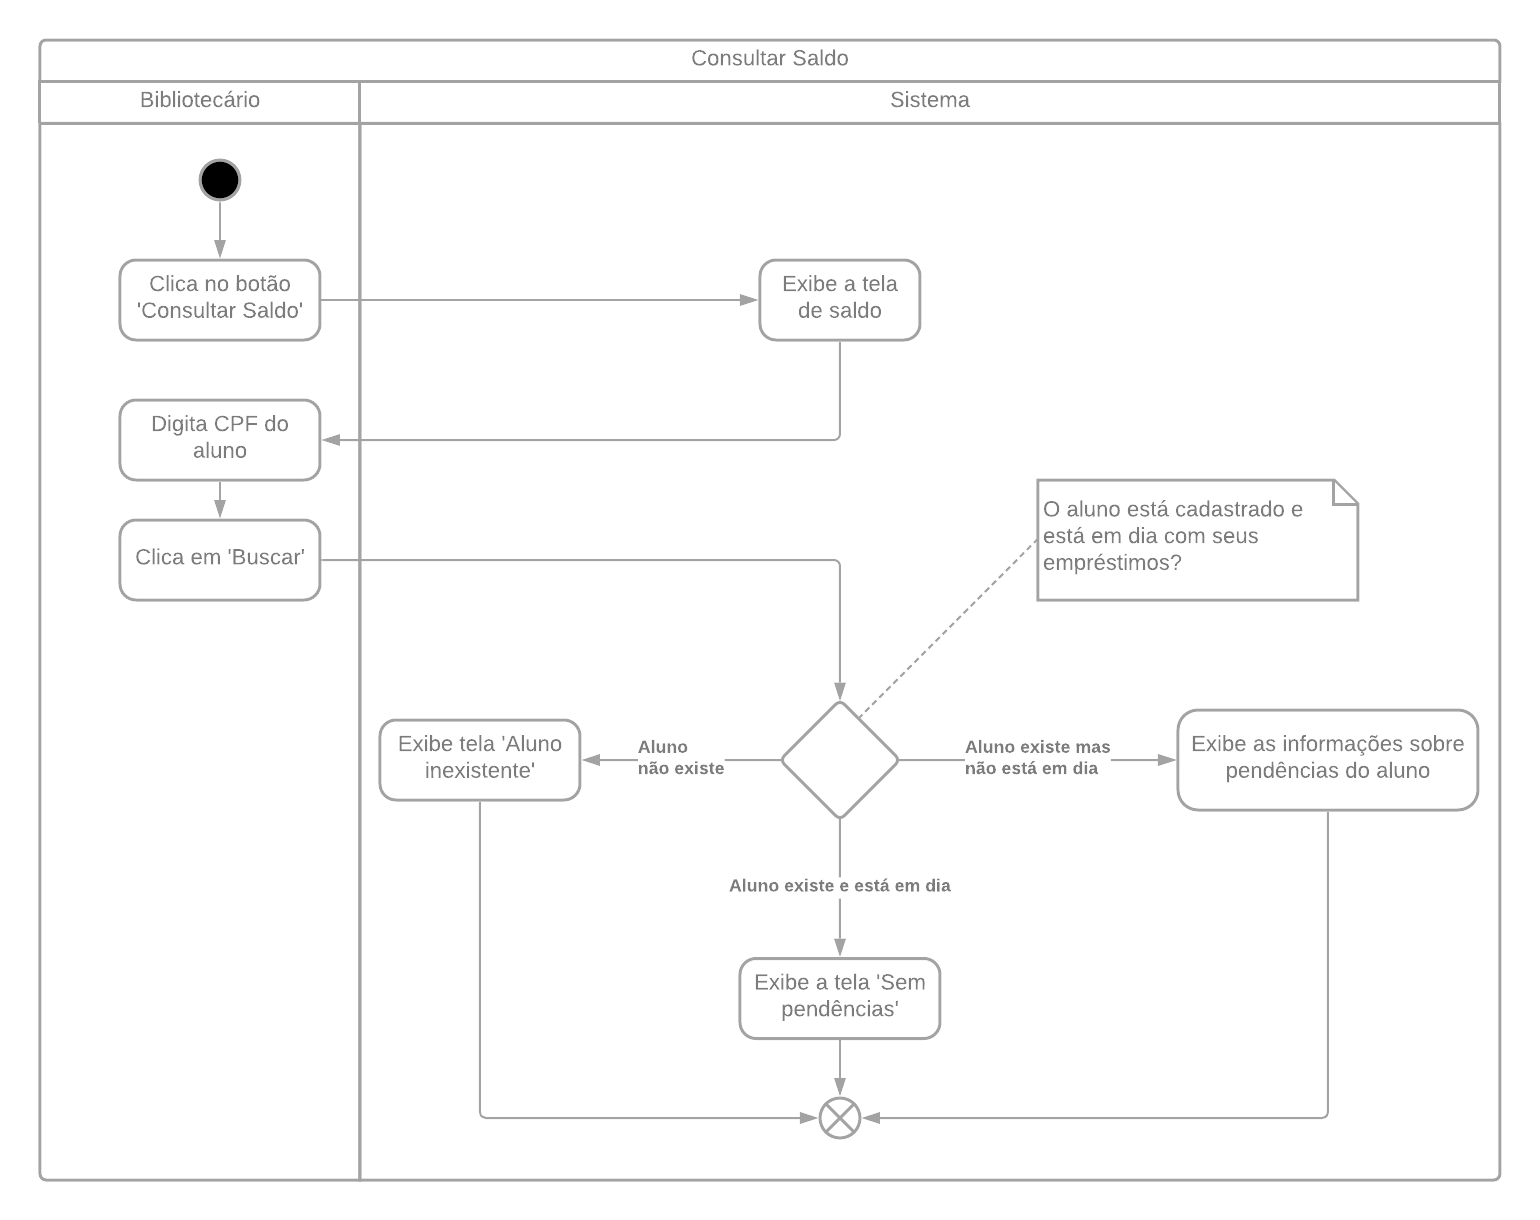 Consultar Saldo
Bibliotecário
Sistema
Clica no botão
'Consultar Saldo'
Exibe a tela
de saldo
Digita CPF do
aluno
Clica em 'Buscar'
O aluno está cadastrado e
está em dia com seus
empréstimos?
Exibe tela 'Aluno
inexistente'
Aluno
não existe
Aluno existe mas
não está em dia
Exibe as informações sobre
pendências do aluno
Aluno existe e está em dia
Exibe a tela 'Sem
pendências'